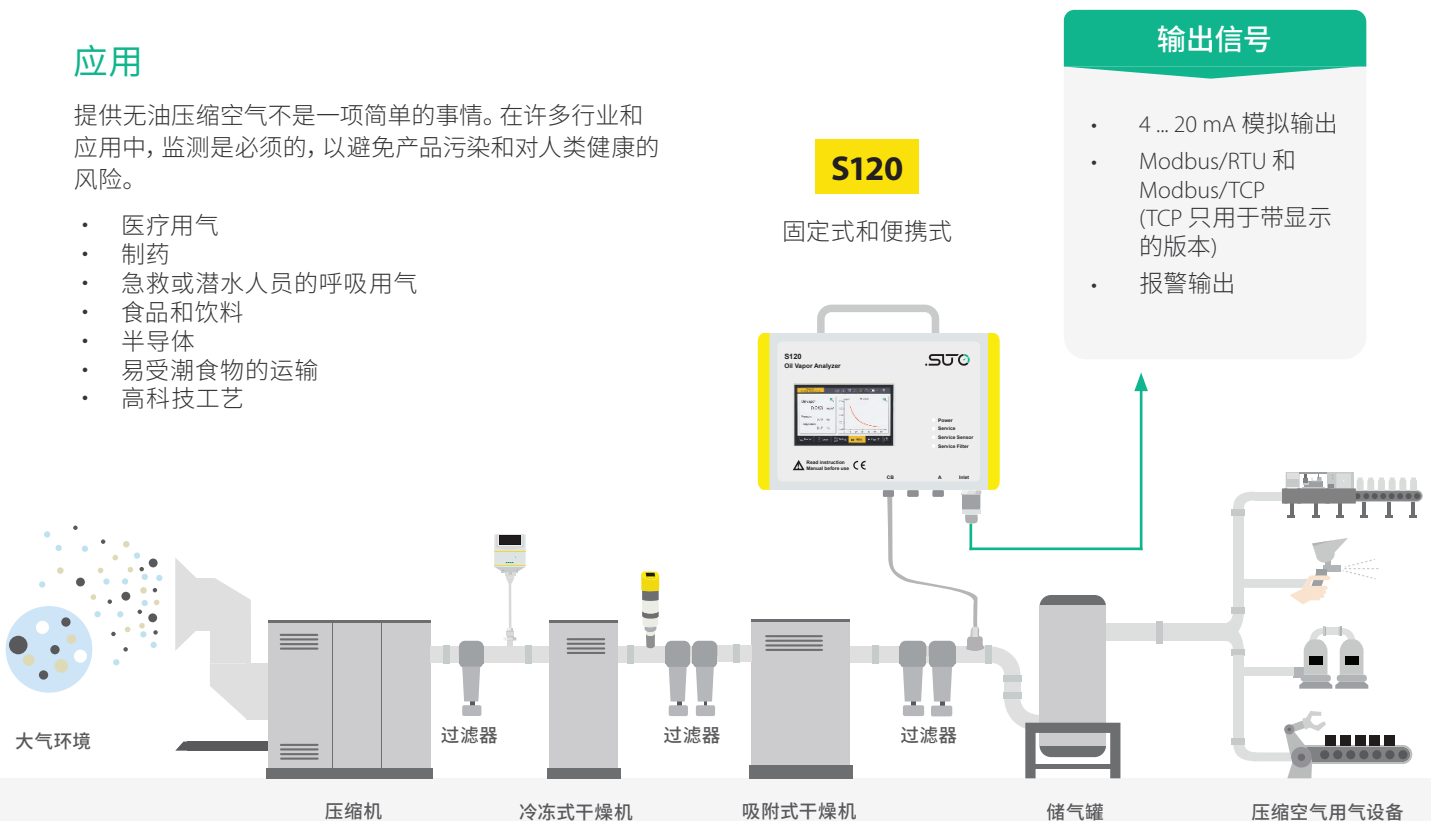 应用
提供无油压缩空气不是一项简单的事情。在许多行业和
应用中，监测是必须的，以避免产品污染和对人类健康的
风险。
• 医疗用气
• 制药
• 急救或潜水人员的呼吸用气
• 食品和饮料
• 半导体
• 易受潮食物的运输
• 高科技工艺
S120
固定式和便携式
输出信号
• 4 ... 20 mA 模拟输出
• Modbus/RTU 和
Modbus/TCP
(TCP 只用于带显示
的版本)
• 报警输出
S120
Oil Vapor Analyzer
SUTO
Power
Service
Service Sensor
Service Filter
Read instruction
Manual before use
CE
CB
A
Inlet
大气环境
过滤器
过滤器
过滤器
压缩机
冷冻式干燥机
吸附式干燥机
储气罐
压缩空气用气设备